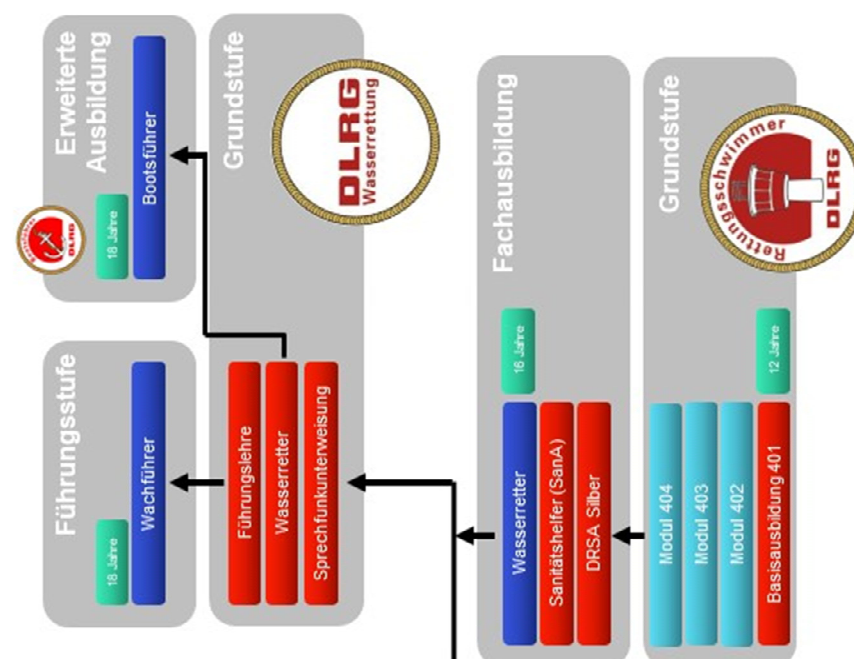 Erweiterte
Ausbildung
DLRG
18 Jahre
Bootsführer
Grundstufe
DLRG
Wasserrettung
Führungsstufe
18 Jahre
Wachführer
Führungslehre
Wasserretter
Sprechfunkunterweisung
Fachausbildung
16 Jahre
Wasserretter
Sanitätshelfer (SanA)
DRSA Silber
Grundstufe
Rettungsschwimmer
DLRG
12 Jahre
Modul 404
Modul 403
Modul 402
Basisausbildung 401